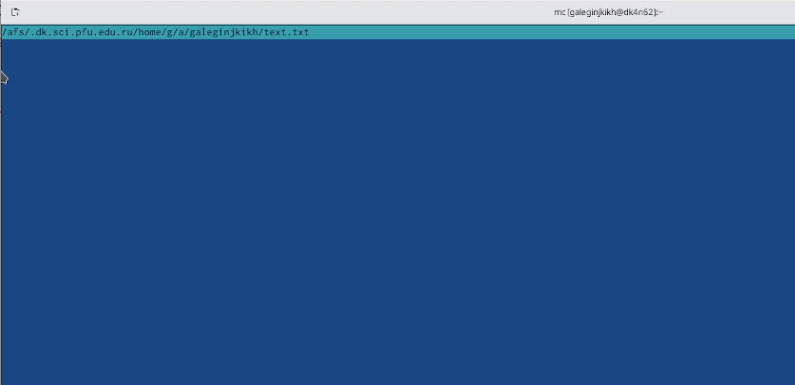 mc [galeginjkikh@dk4n62]:~
/afs/.dk.sci.pfu.edu.ru/home/g/a/galeginjkikh/text.txt